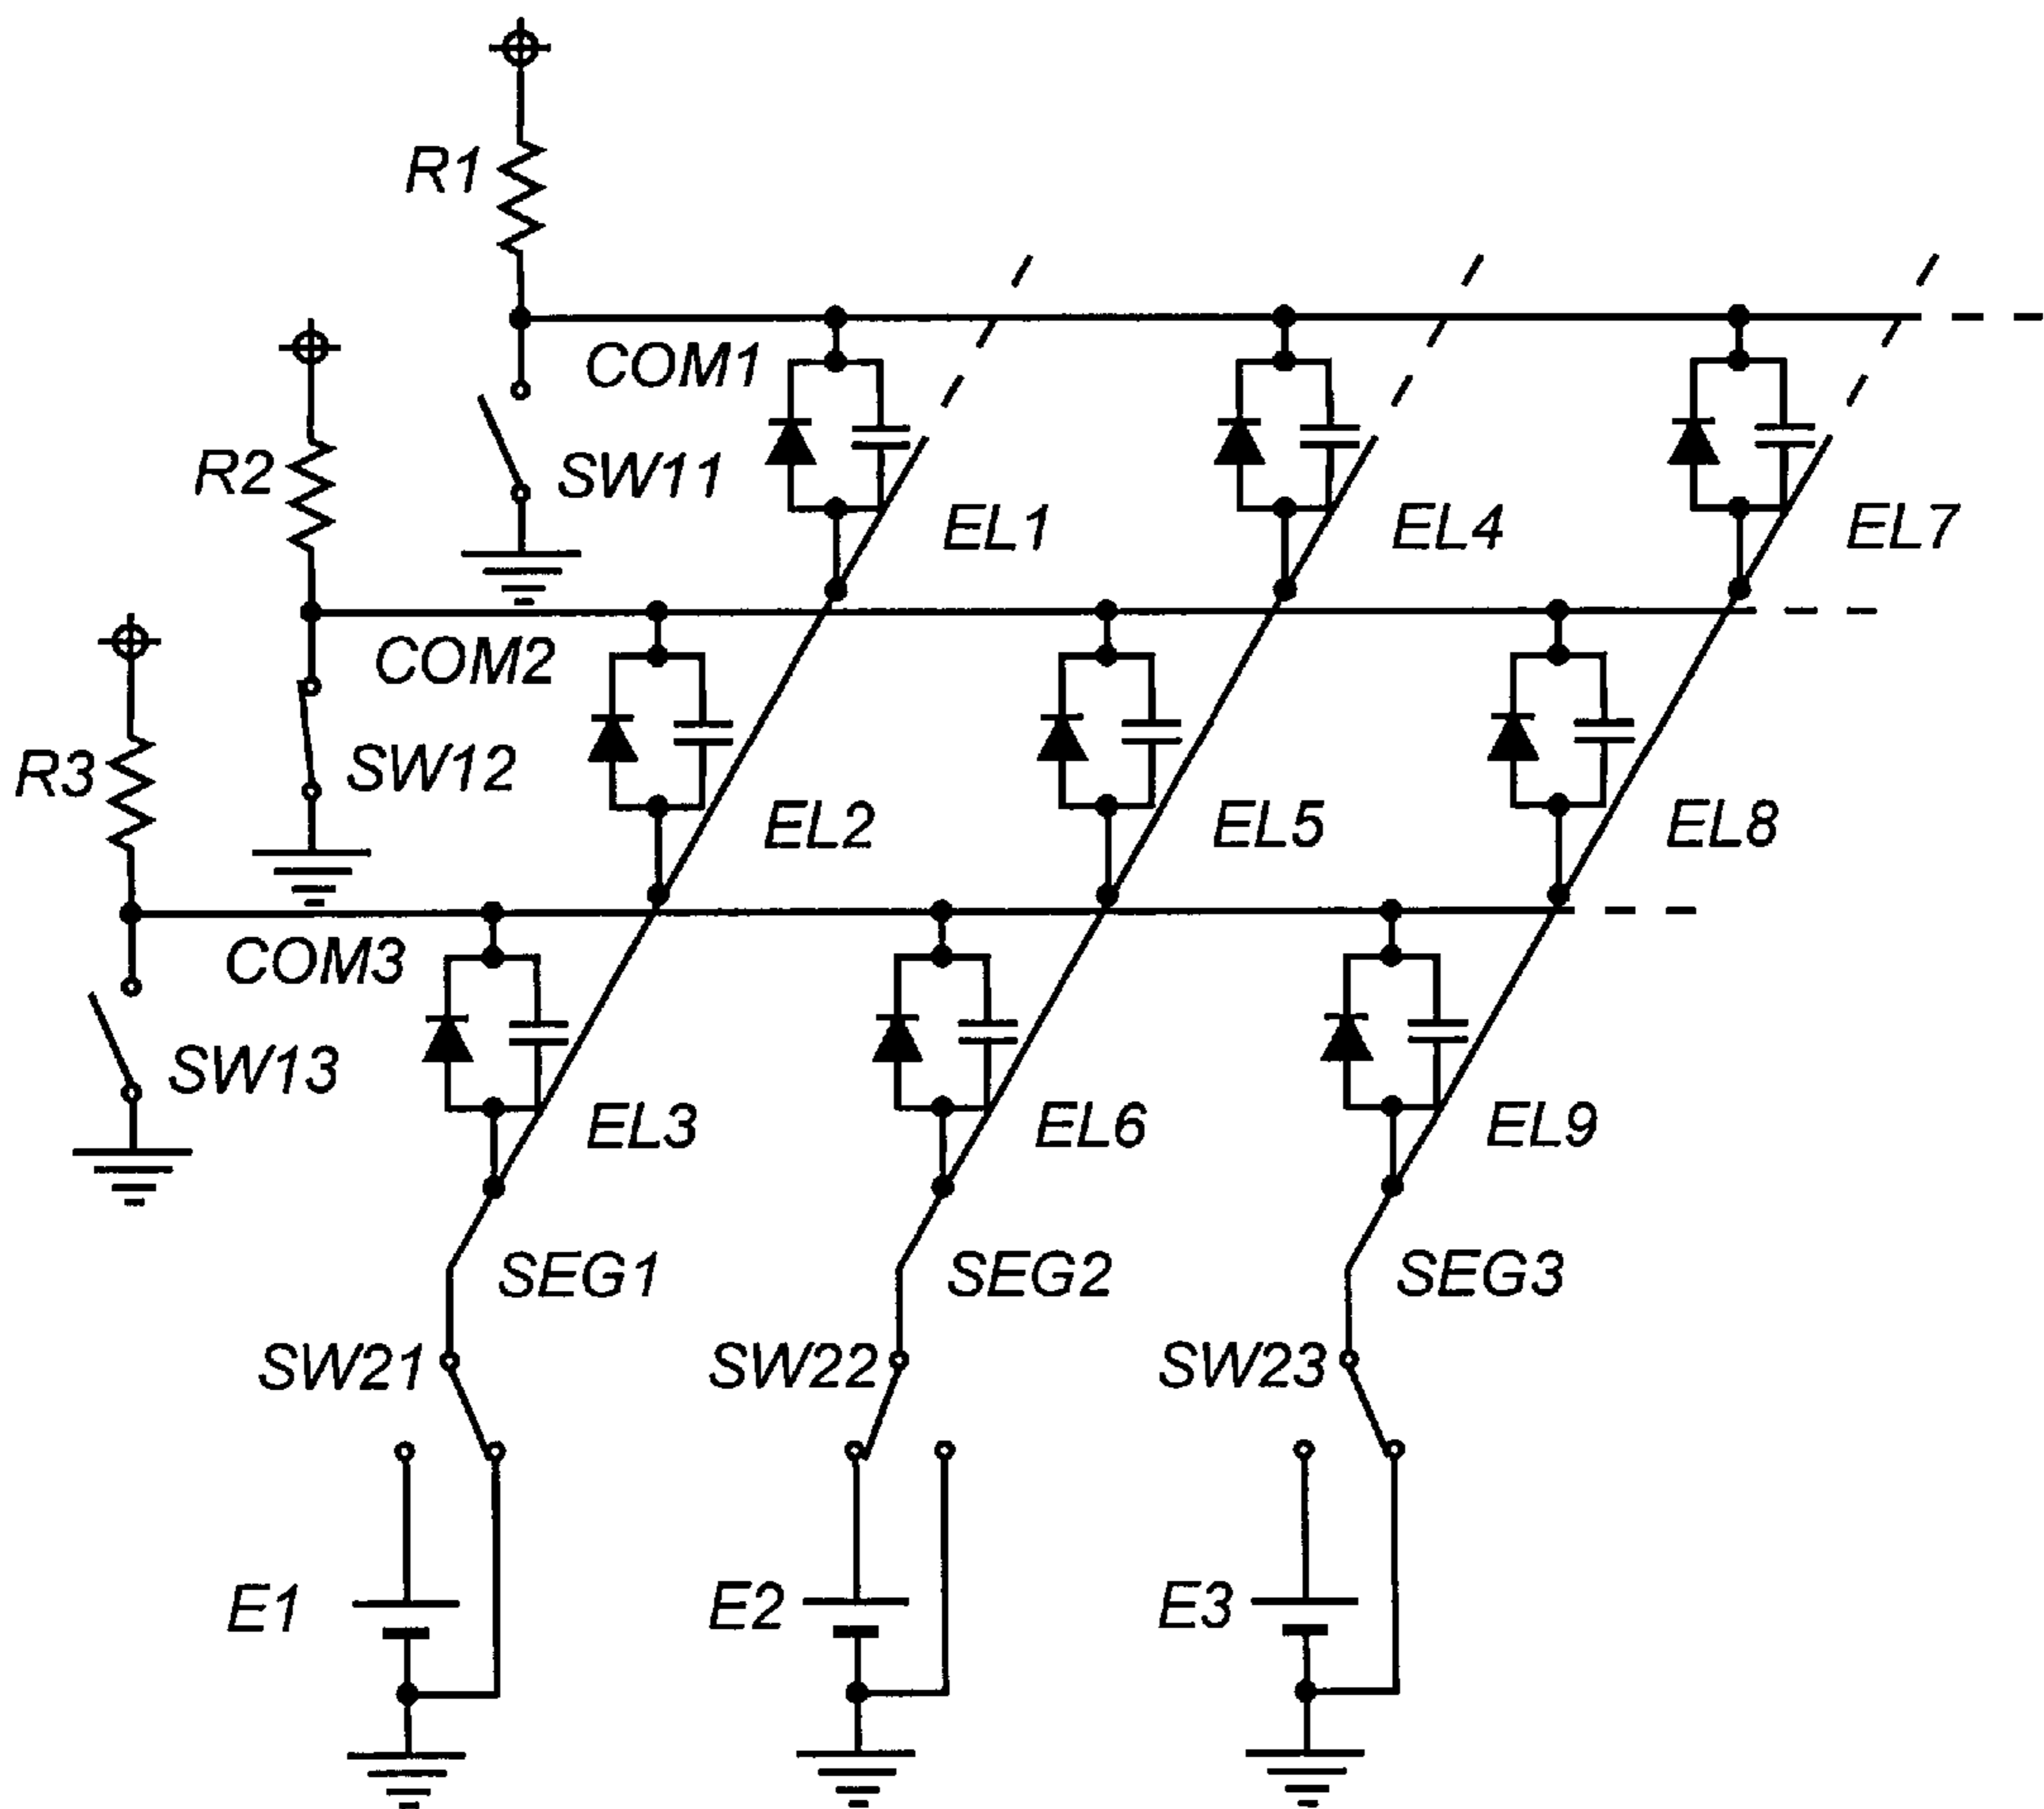 R1
COM1
R2
SW11
EL1
EL4
EL7
COM2
R3
SW12
EL2
EL5
EL8
COM3
SW13
EL3
EL6
EL9
SEG1
SEG2
SEG3
SW21
SW22
SW23
E1
E2
E3